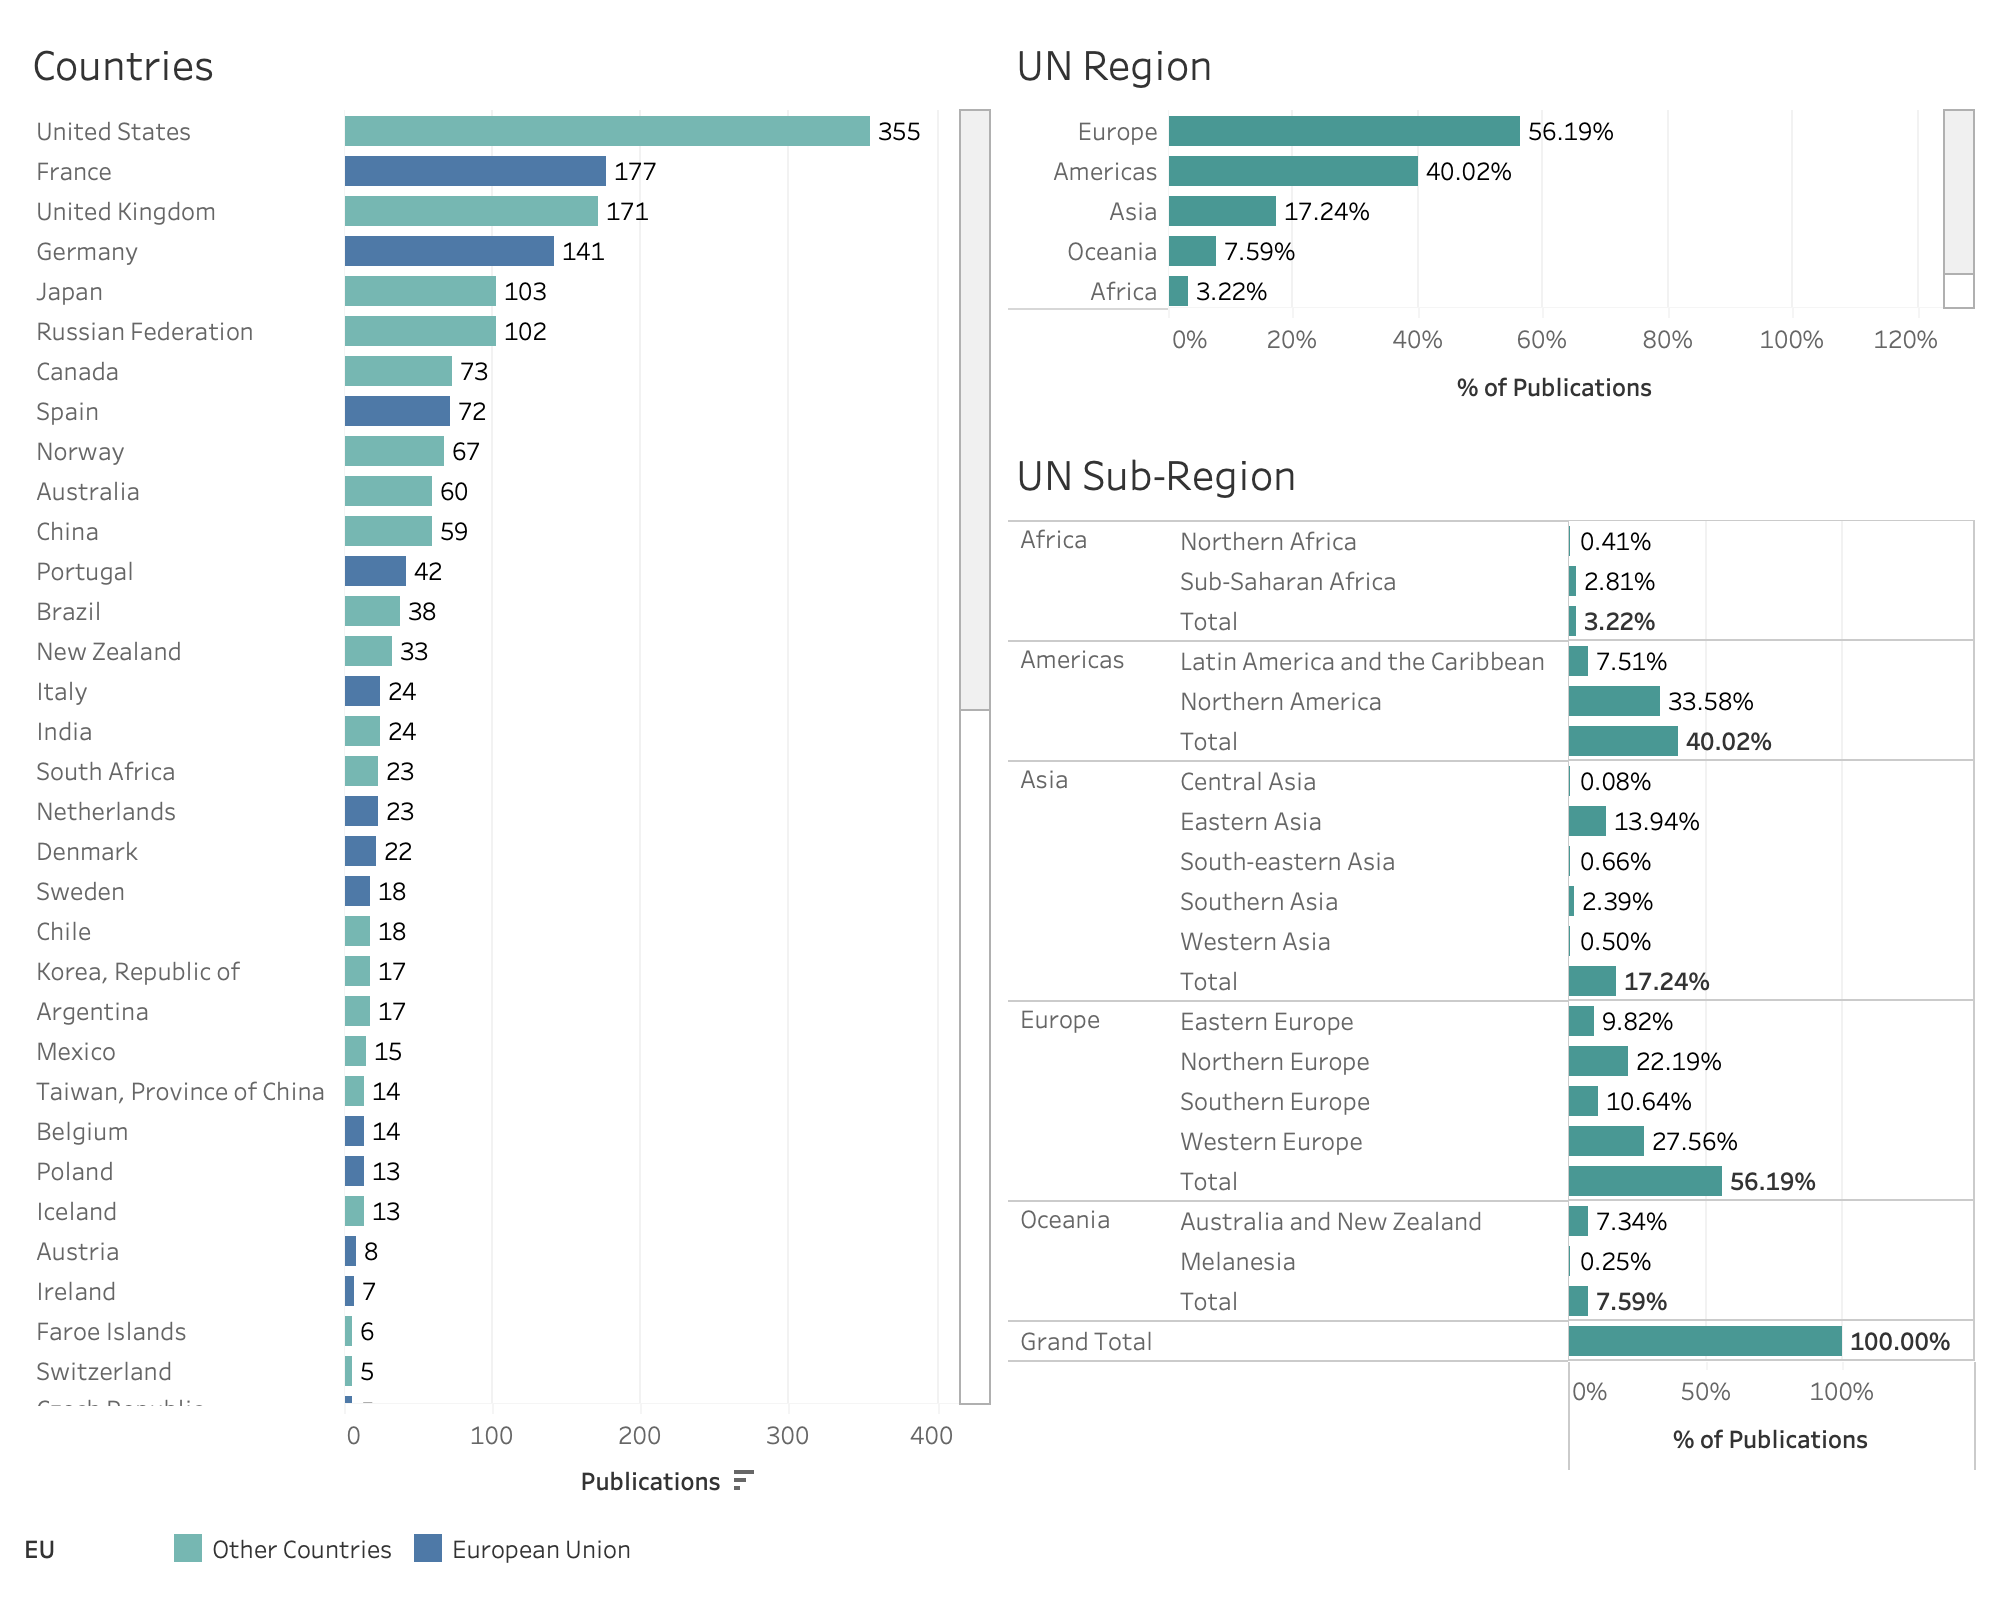 Countries
United States 355
France 177
United Kingdom 171
Germany 141
Japan 103
Russian Federation 102
Canada 73
Spain 72
Norway 67
Australia 60
China 59
Portugal 42
Brazil 38
New Zealand 33
Italy 24
India 24
South Africa 23
Netherlands 23
Denmark 22
Sweden 18
Chile 18
Korea, Republic of 17
Argentina 17
Mexico 15
Taiwan, Province of China 14
Belgium 14
Poland 13
Iceland 13
Austria 8
Ireland 7
Faroe Islands 6
Switzerland 5
Czech Republic
0 100 200 300 400
Publications
EU Other Countries European Union
UN Region
Europe 56.19%
Americas 40.02%
Asia 17.24%
Oceania 7.59%
Africa 3.22%
0% 20% 40% 60% 80% 100% 120%
% of Publications
UN Sub-Region
Africa Northern Africa 0.41%
Sub-Saharan Africa 2.81%
Total 3.22%
Americas Latin America and the Caribbean 7.51%
Northern America 33.58%
Total 40.02%
Asia Central Asia 0.08%
Eastern Asia 13.94%
South-eastern Asia 0.66%
Southern Asia 2.39%
Western Asia 0.50%
Total 17.24%
Europe Eastern Europe 9.82%
Northern Europe 22.19%
Southern Europe 10.64%
Western Europe 27.56%
Total 56.19%
Oceania Australia and New Zealand 7.34%
Melanesia 0.25%
Total 7.59%
Grand Total 100.00%
0% 50% 100%
% of Publications